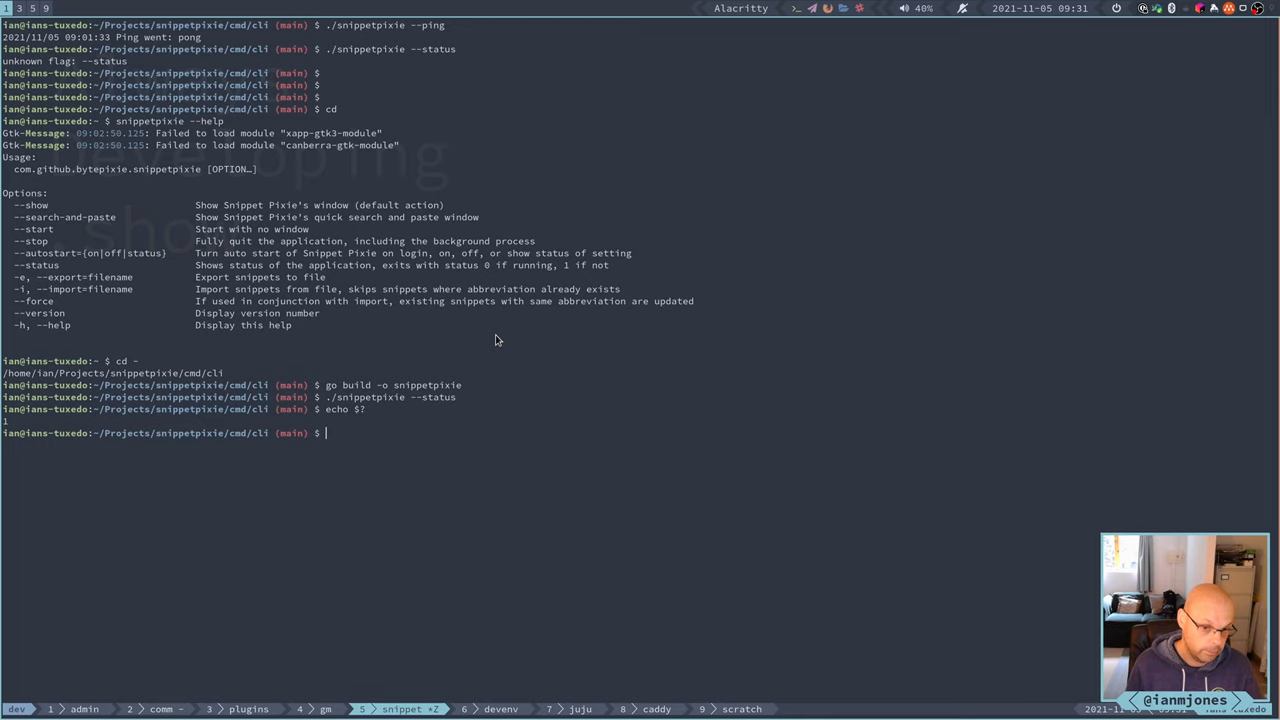 1 3 5 9
Alacritty
40%
2021-11-05 09:31
ian@ians-tuxedo:~/Projects/snippetpixie/cmd/cli (main) $ ./snippetpixie --ping
2021/11/05 09:01:33 Ping went: pong
ian@ians-tuxedo:~/Projects/snippetpixie/cmd/cli (main) $ ./snippetpixie --status
unknown flag: --status
ian@ians-tuxedo:~/Projects/snippetpixie/cmd/cli (main) $
ian@ians-tuxedo:~/Projects/snippetpixie/cmd/cli (main) $
ian@ians-tuxedo:~/Projects/snippetpixie/cmd/cli (main) $
ian@ians-tuxedo:~/Projects/snippetpixie/cmd/cli (main) $ cd
ian@ians-tuxedo:~ $ snippetpixie --help
Gtk-Message: 09:02:50.125: Failed to load module "xapp-gtk3-module"
Gtk-Message: 09:02:50.125: Failed to load module "canberra-gtk-module"
Usage:
com.github.bytepixie.snippetpixie [OPTION…]
Options:
--show Show Snippet Pixie's window (default action)
--search-and-paste Show Snippet Pixie's quick search and paste window
--start Start with no window
--stop Fully quit the application, including the background process
--autostart={on|off|status} Turn auto start of Snippet Pixie on login, on, off, or show status of setting
--status Shows status of the application, exits with status 0 if running, 1 if not
-e, --export=filename Export snippets to file
-i, --import=filename Import snippets from file, skips snippets where abbreviation already exists
--force If used in conjunction with import, existing snippets with same abbreviation are updated
--version Display version number
-h, --help Display this help
ian@ians-tuxedo:~ $ cd -
/home/ian/Projects/snippetpixie/cmd/cli
ian@ians-tuxedo:~/Projects/snippetpixie/cmd/cli (main) $ go build -o snippetpixie
ian@ians-tuxedo:~/Projects/snippetpixie/cmd/cli (main) $ ./snippetpixie --status
ian@ians-tuxedo:~/Projects/snippetpixie/cmd/cli (main) $ echo $?
1
ian@ians-tuxedo:~/Projects/snippetpixie/cmd/cli (main) $
@ianmjones
dev 1 admin 2 comm - 3 plugins 4 gm 5 snippet *Z 6 devenv 7 juju 8 caddy 9 scratch